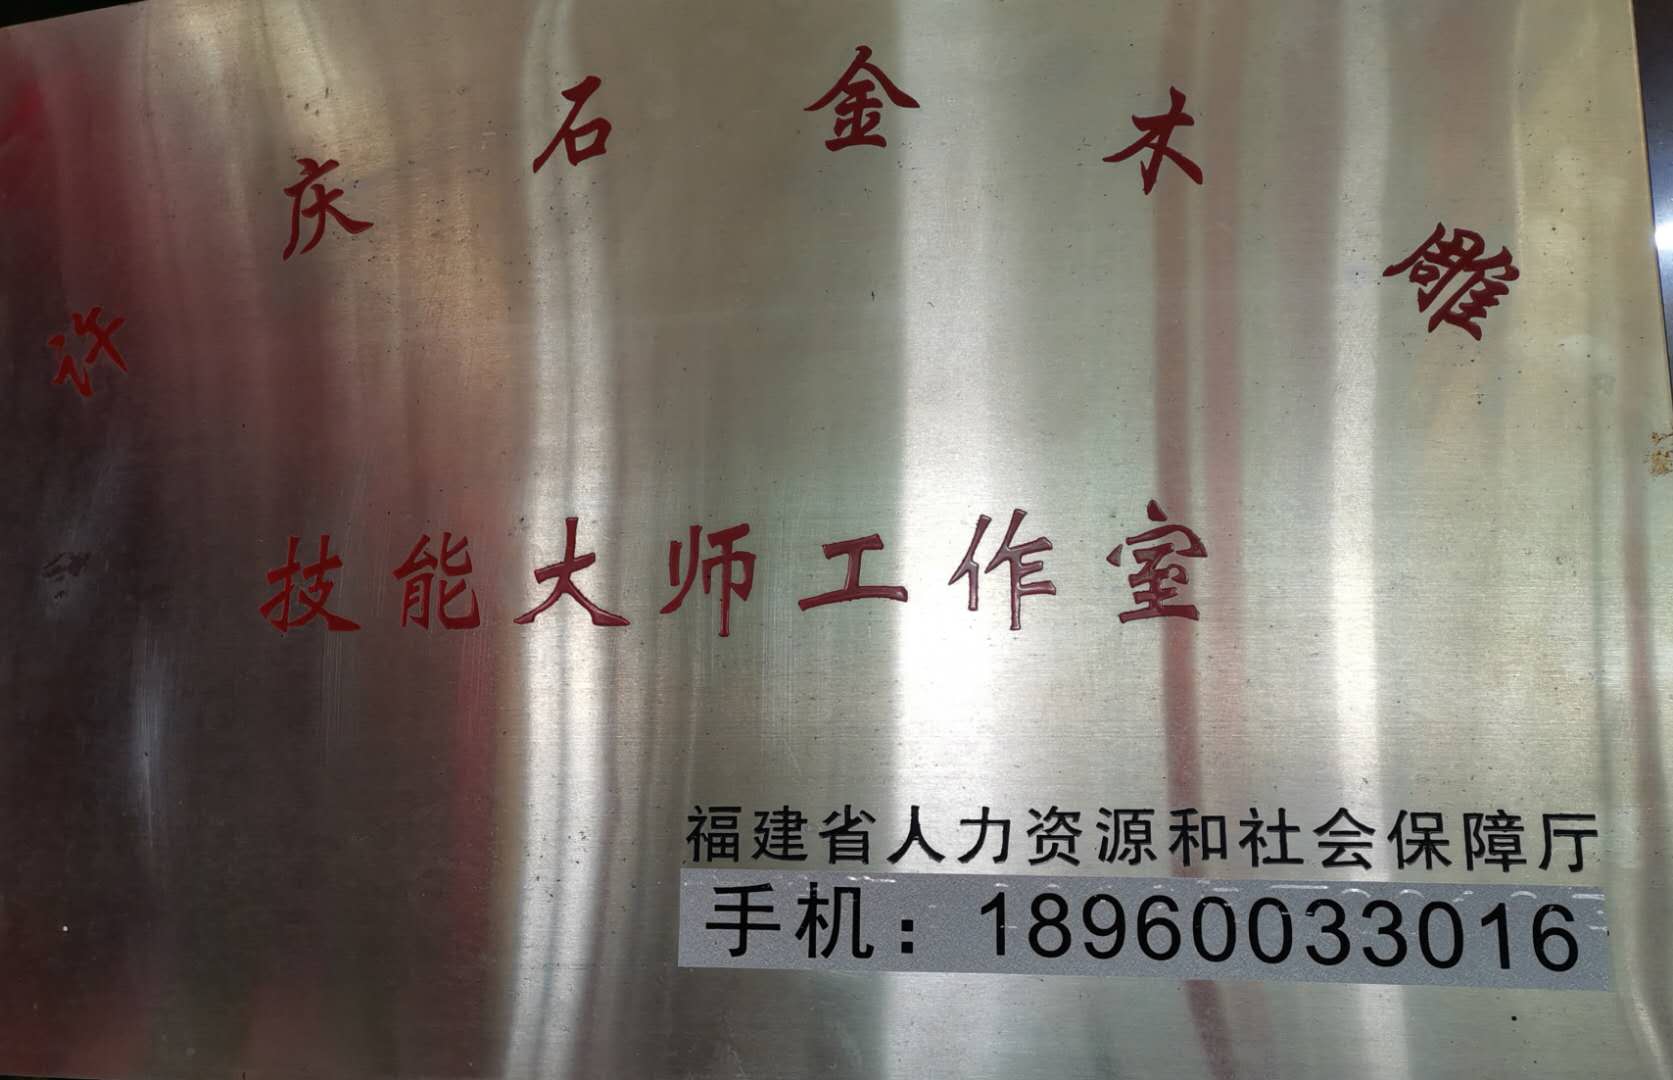 许庆石金木雕
技能大师工作室
福建省人力资源和社会保障厅
手机：18960033016